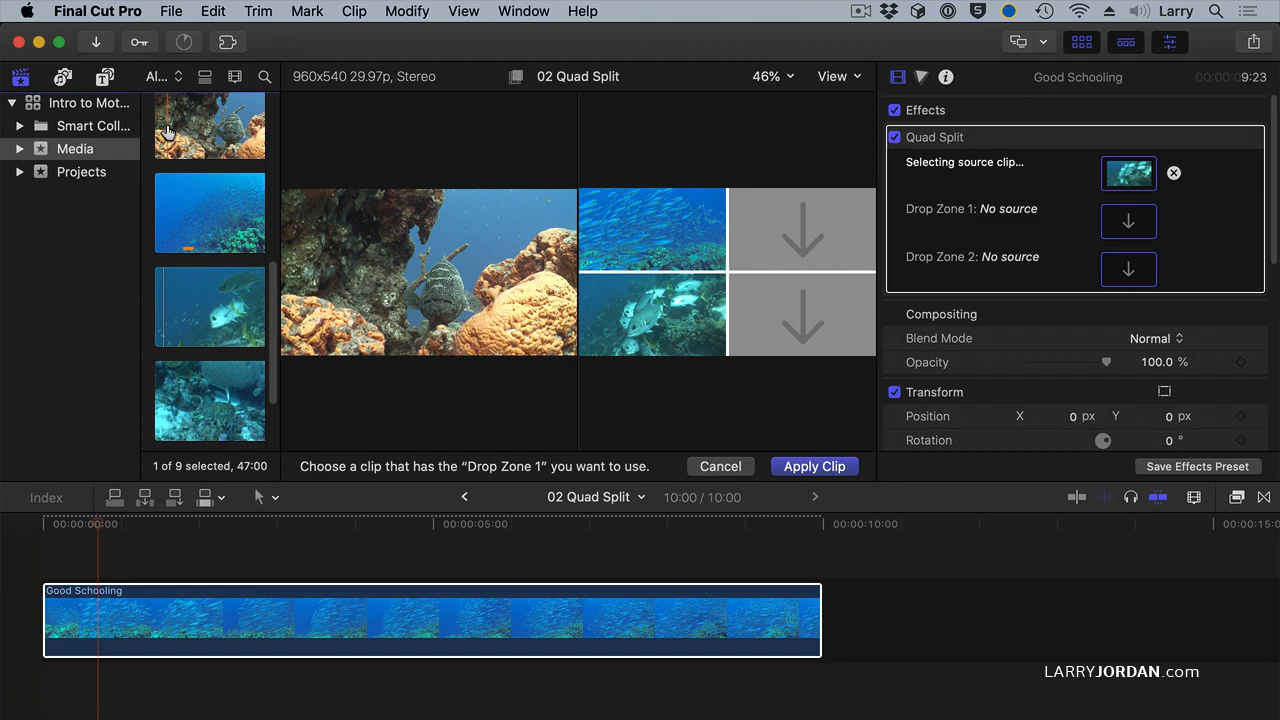 Final Cut Pro File Edit Trim Mark Clip Modify View Window Help Larry
Al... 960x540 29.97p, Stereo 02 Quad Split 46% View Good Schooling 00:00:00:09:23
Intro to Mot...
Smart Coll...
Media
Projects
Effects
Quad Split
Selecting source clip...
Drop Zone 1: No source
Drop Zone 2: No source
Compositing
Blend Mode Normal
Opacity 100.0 %
Transform
Position X 0 px Y 0 px
Rotation 0 °
1 of 9 selected, 47:00 Choose a clip that has the “Drop Zone 1” you want to use. Cancel Apply Clip Save Effects Preset
Index 02 Quad Split 10:00 / 10:00
00:00:00:00 00:00:05:00 00:00:10:00 00:00:15:0
Good Schooling
LARRYJORDAN.com